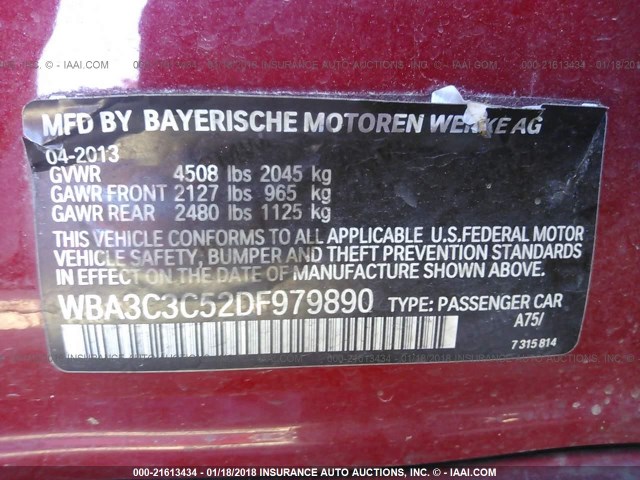 MFD BY BAYERISCHE MOTOREN WERKE AG
04-2013
GVWR 4508 lbs 2045 kg
GAWR FRONT 2127 lbs 965 kg
GAWR REAR 2480 lbs 1125 kg
THIS VEHICLE CONFORMS TO ALL APPLICABLE U.S.FEDERAL MOTOR
VEHICLE SAFETY, BUMPER AND THEFT PREVENTION STANDARDS
IN EFFECT ON THE DATE OF MANUFACTURE SHOWN ABOVE.
WBA3C3C52DF979890 TYPE: PASSENGER CAR
A75/
7 315 814
000-21613434 - 01/18/2018 INSURANCE AUTO AUCTIONS, INC. - © - IAAI.COM